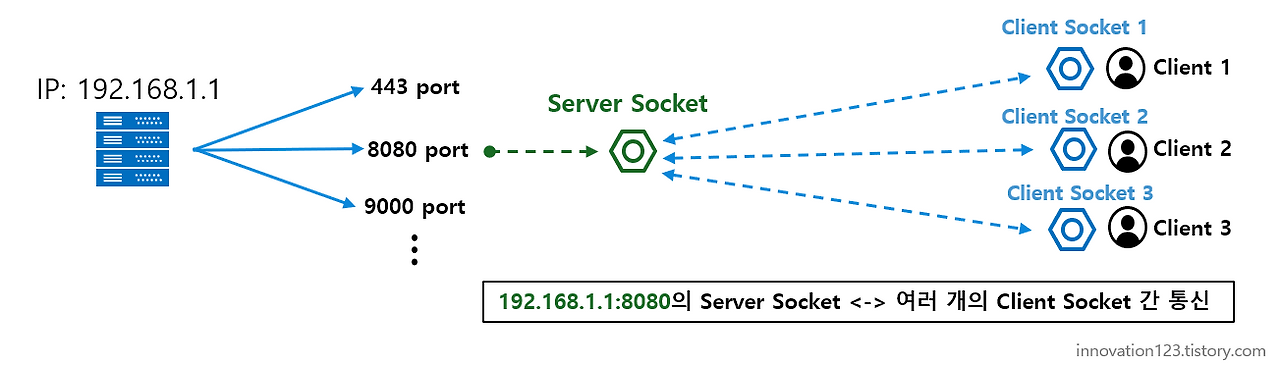 Client Socket 1
IP: 192.168.1.1
443 port
Client 1
Server Socket
Client Socket 2
8080 port
Client 2
Client Socket 3
9000 port
Client 3
192.168.1.1:8080의 Server Socket <-> 여러 개의 Client Socket 간 통신
innovation123.tistory.com